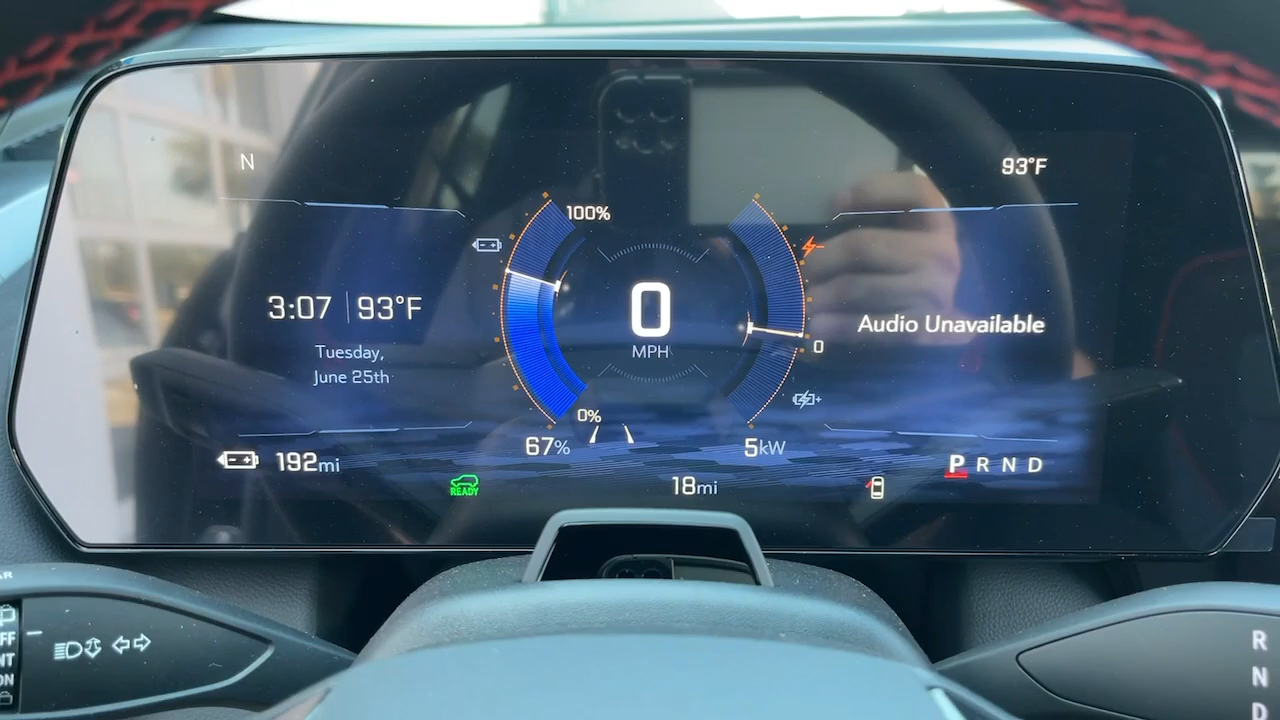 N
93°F
100%
3:07 93°F
0
MPH
Audio Unavailable
0
Tuesday,
June 25th
0%
67%
5kW
192mi
P R N D
READY
18mi
R
N
D